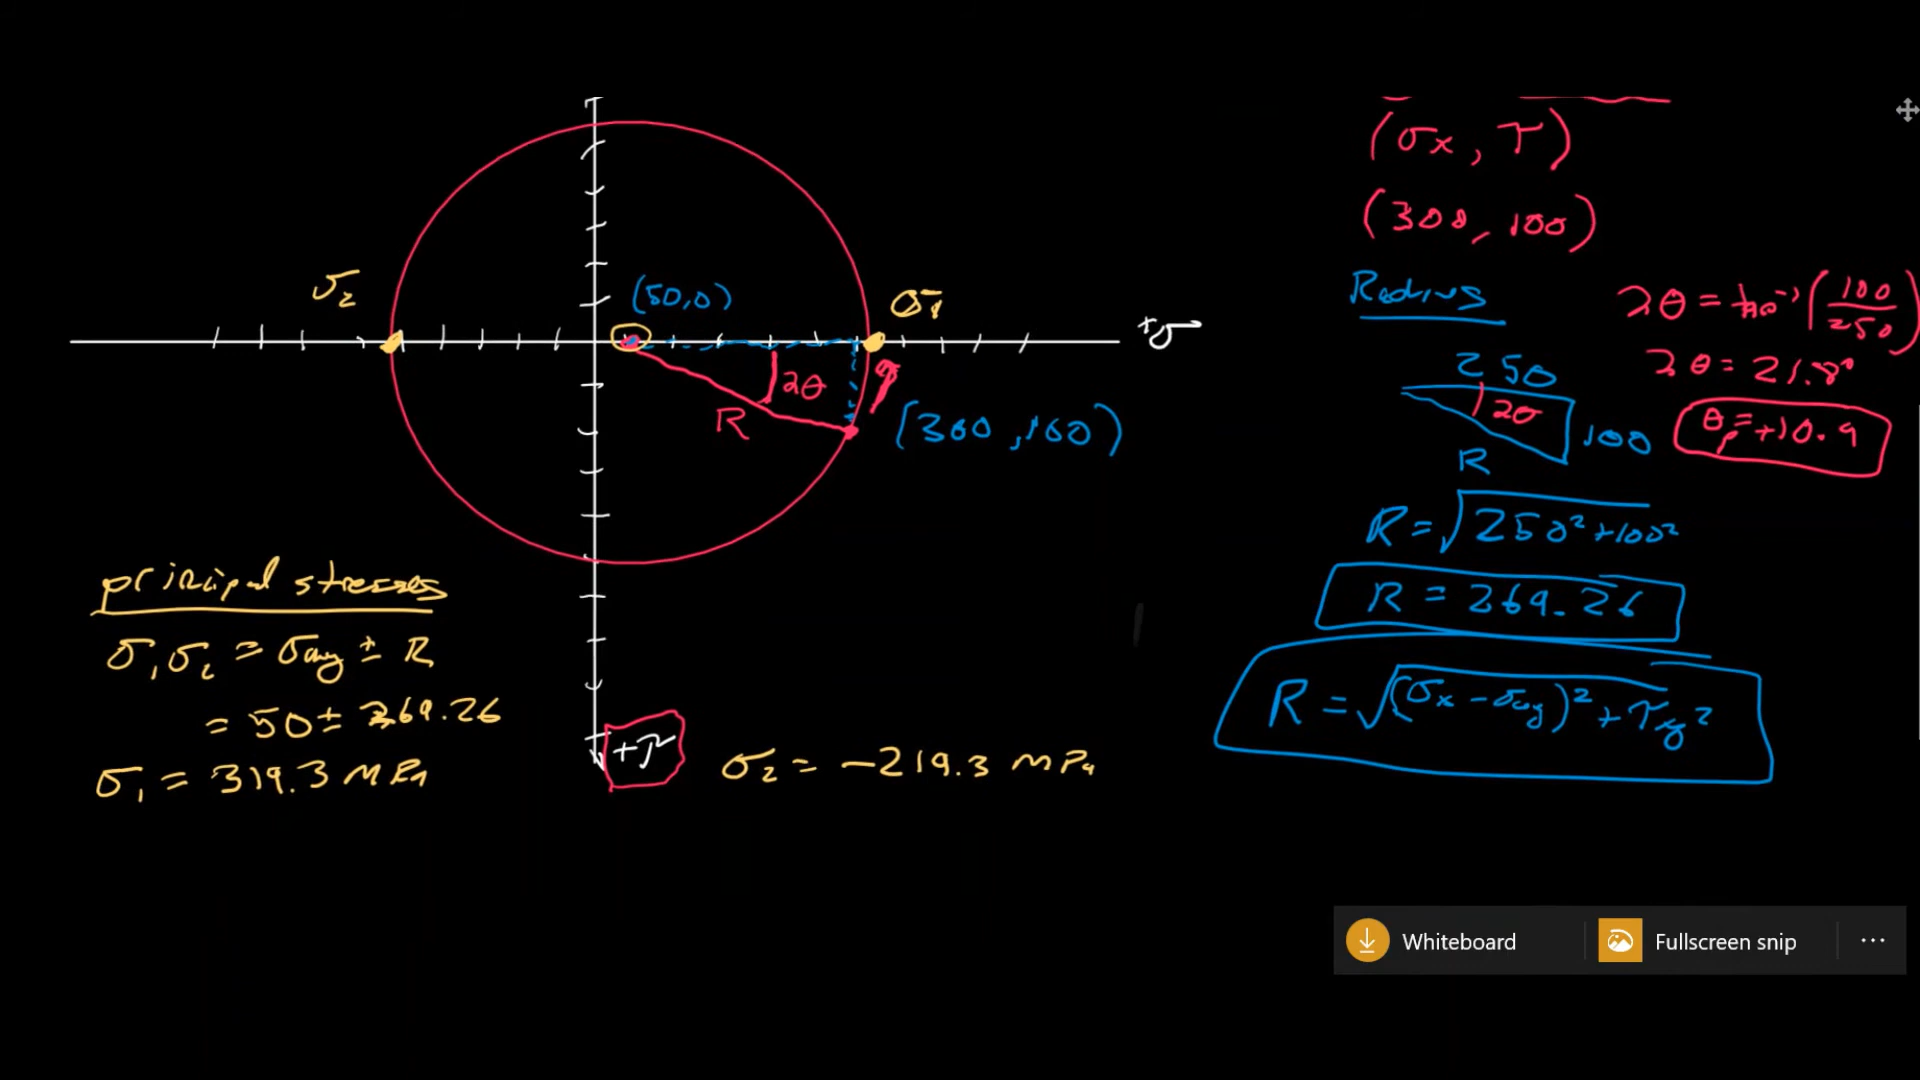 (σx, τ)
(300, 100)
Radius
2θ = tan⁻¹(100/250)
250
2θ = 21.8°
2θ
100
R
θp = +10.9
R = √250² + 100²
R = 269.26
R = √(σx - σavg)² + τxy²
σ2
(50,0)
σ1
+σ
2θ
R
(300, 100)
principal stresses
σ1 σ2 = σavg ± R
= 50 ± 269.26
σ1 = 319.3 MPa
+τ
σ2 = -219.3 MPa
Whiteboard
Fullscreen snip